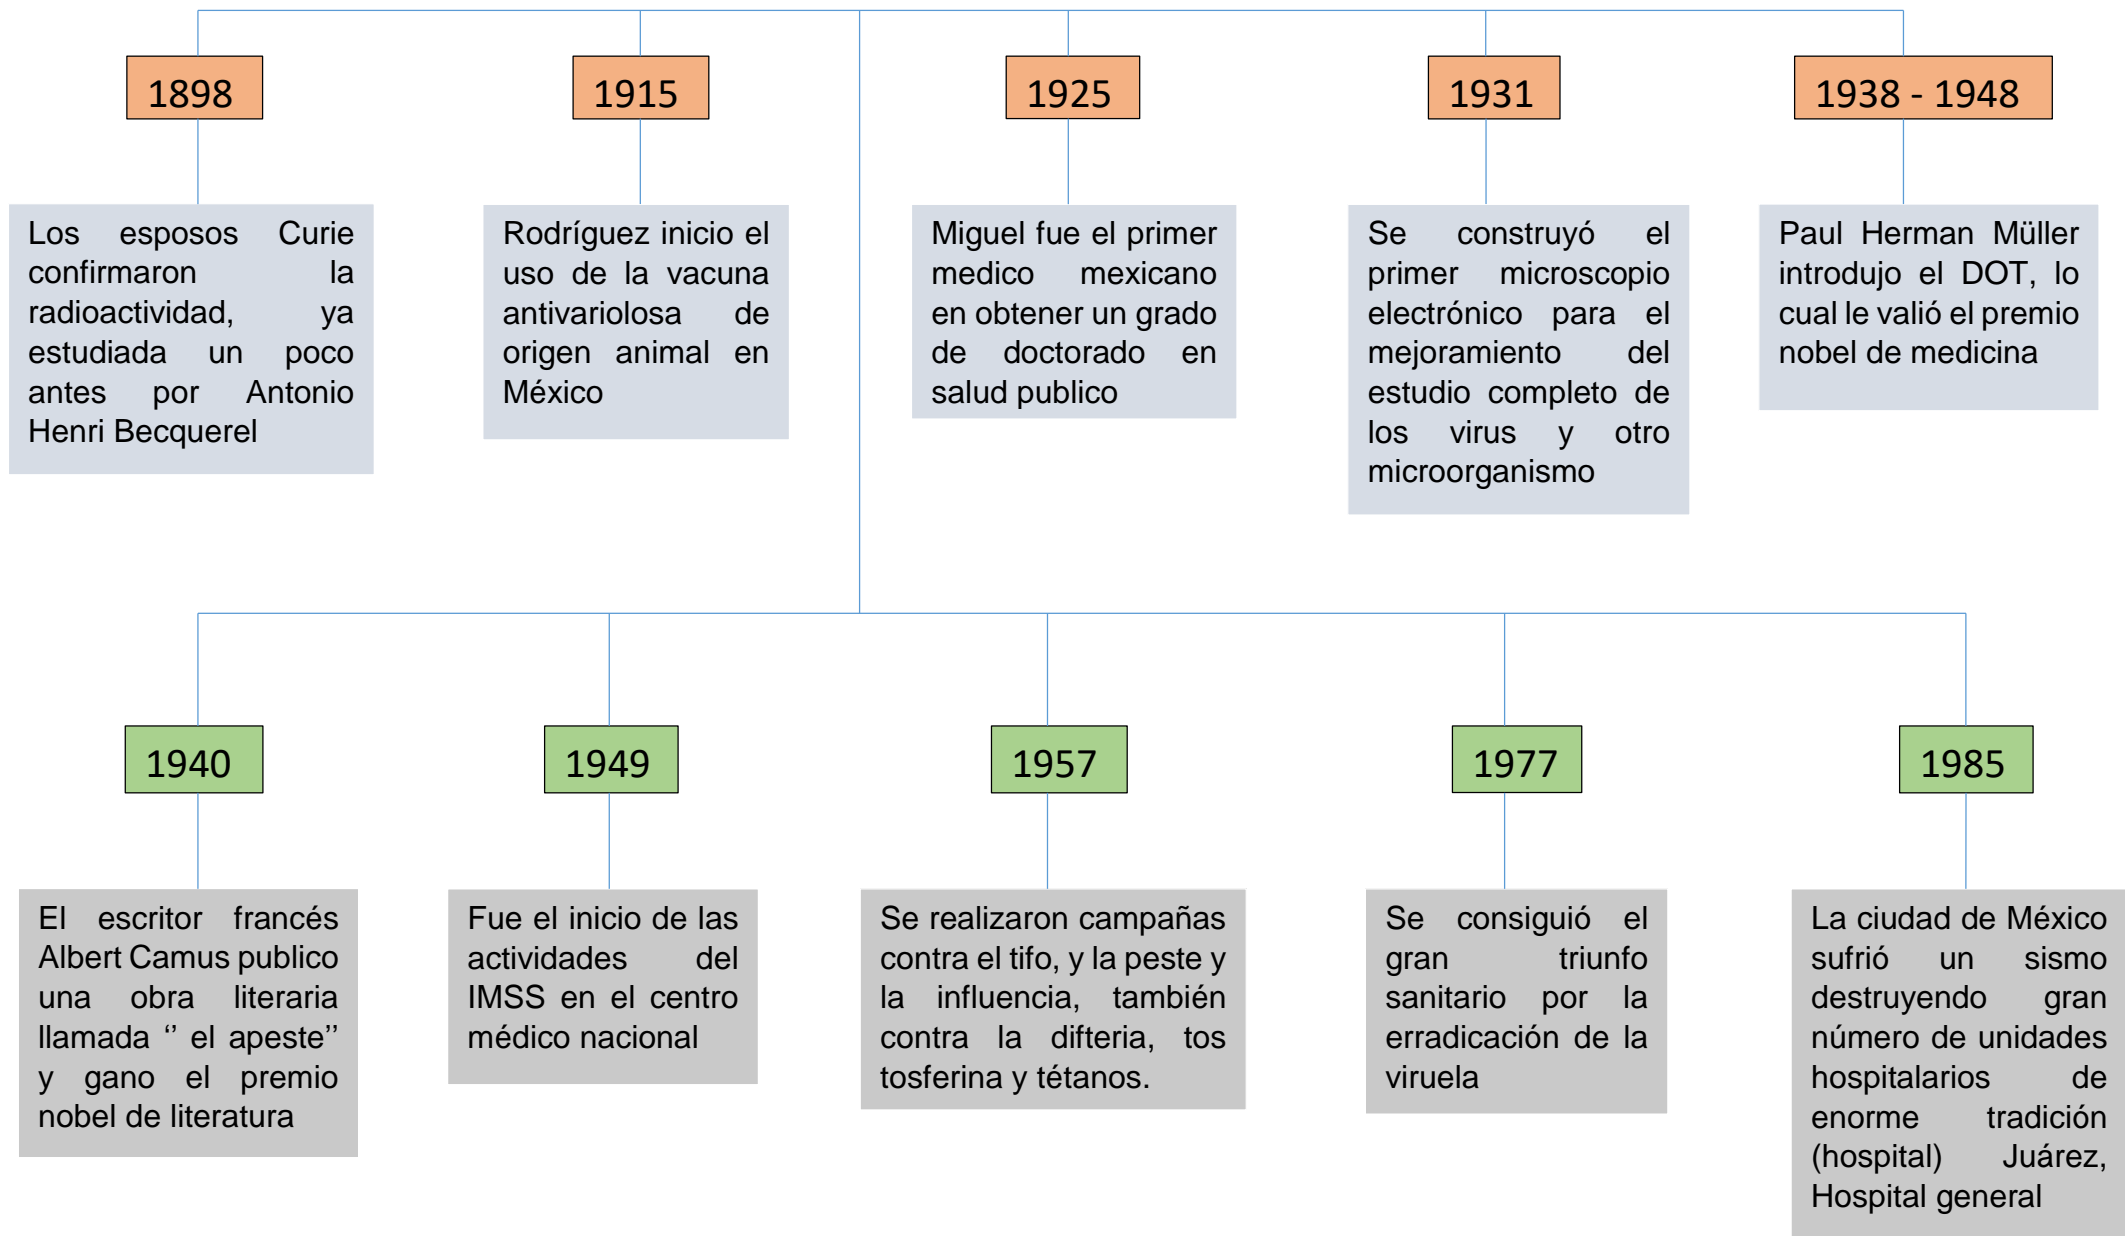 1898
1915
1925
1931
1938 - 1948
Los esposos Curie
confirmaron la
radioactividad, ya
estudiada un poco
antes por Antonio
Henri Becquerel
Rodríguez inicio el
uso de la vacuna
antivariolosa de
origen animal en
México
Miguel fue el primer
medico mexicano
en obtener un grado
de doctorado en
salud publico
Se construyó el
primer microscopio
electrónico para el
mejoramiento del
estudio completo de
los virus y otro
microorganismo
Paul Herman Müller
introdujo el DOT, lo
cual le valió el premio
nobel de medicina
1940
1949
1957
1977
1985
El escritor francés
Albert Camus publico
una obra literaria
llamada ‘’ el apeste’’
y gano el premio
nobel de literatura
Fue el inicio de las
actividades del
IMSS en el centro
médico nacional
Se realizaron campañas
contra el tifo, y la peste y
la influencia, también
contra la difteria, tos
tosferina y tétanos.
Se consiguió el
gran triunfo
sanitario por la
erradicación de la
viruela
La ciudad de México
sufrió un sismo
destruyendo gran
número de unidades
hospitalarios de
enorme tradición
(hospital) Juárez,
Hospital general